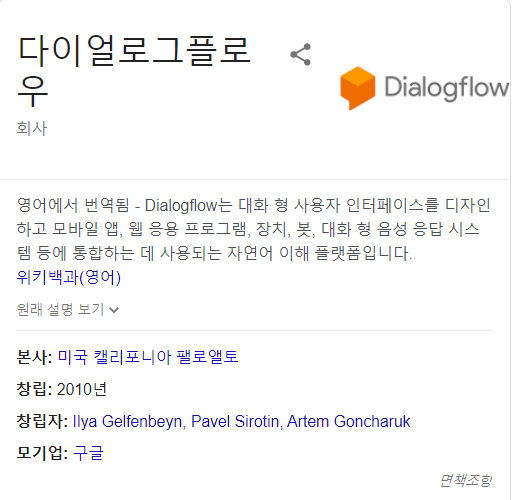 다이얼로그플로
우
Dialogflow
회사
영어에서 번역됨 - Dialogflow는 대화 형 사용자 인터페이스를 디자인
하고 모바일 앱, 웹 응용 프로그램, 장치, 봇, 대화 형 음성 응답 시스
템 등에 통합하는 데 사용되는 자연어 이해 플랫폼입니다.
위키백과(영어)
원래 설명 보기
본사: 미국 캘리포니아 팰로앨토
창립: 2010년
창립자: Ilya Gelfenbeyn, Pavel Sirotin, Artem Goncharuk
모기업: 구글
면책조항